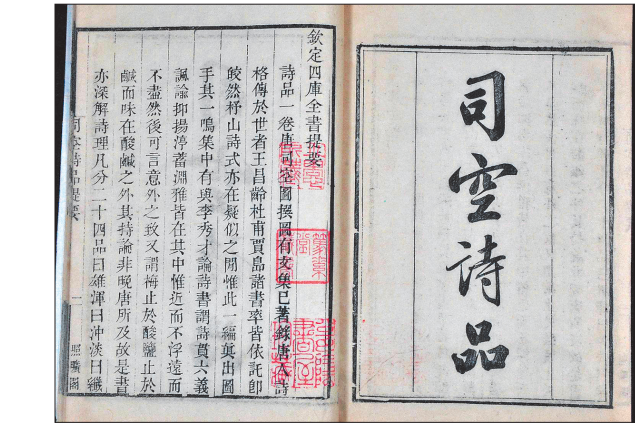 司空詩品
欽定四庫全書提要
詩品一卷唐司空圖撰圖有文集已著錄唐人詩
格傳於世者王昌齡杜甫賈島諸書率皆依託即
皎然杼山詩式亦在疑似之間惟此一編真出圖
手其一鳴集中有與李秀才論詩書謂詩貫六義
諷諭抑揚渟蓄淵雅皆在其中惟近而不浮遠而
不盡然後可言意外之致又謂梅止於酸鹽止於
鹹而味在酸鹹之外其持論非晚唐所及故是書
亦深解詩理凡分二十四品曰雄渾曰沖淡曰纖
司空詩品提要 一 照曠閣